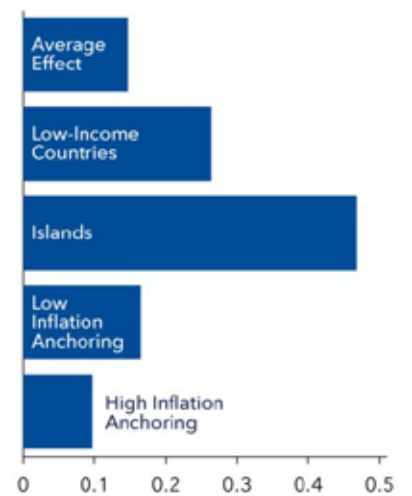 Average
Effect
Low-Income
Countries
Islands
Low
Inflation
Anchoring
High Inflation
Anchoring
0 0.1 0.2 0.3 0.4 0.5